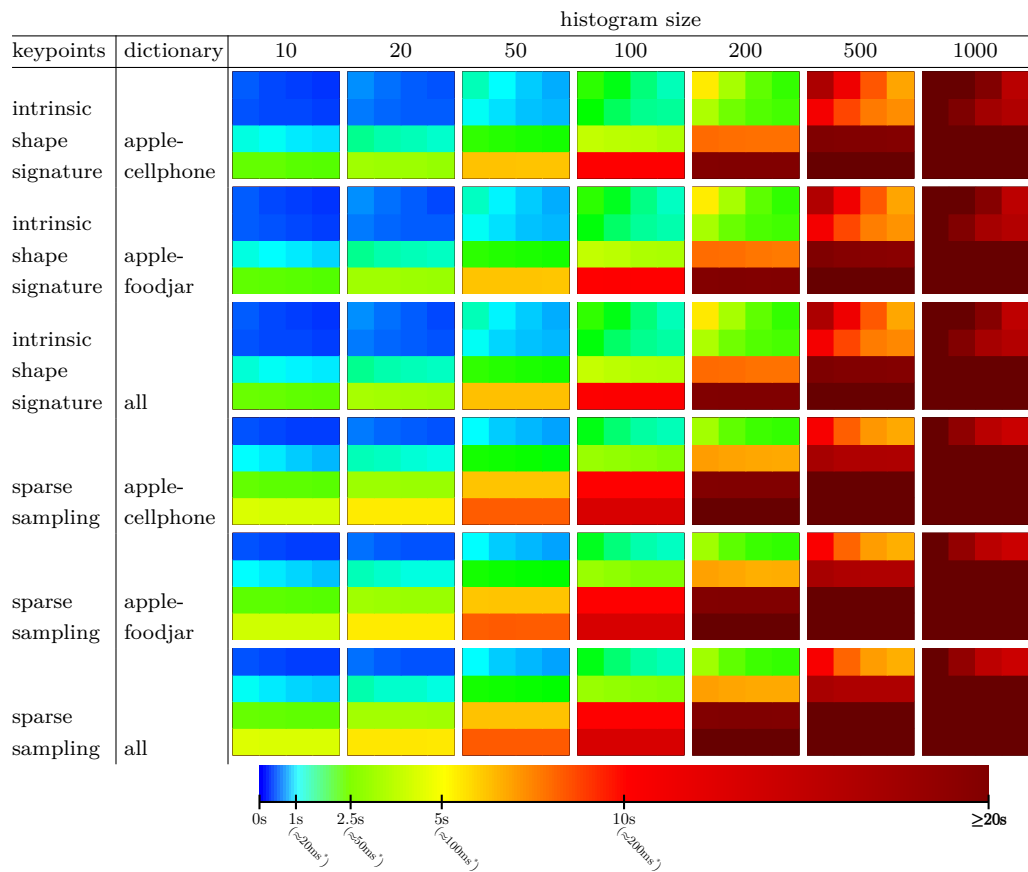 histogram size
keypoints dictionary 10 20 50 100 200 500 1000
intrinsic
shape apple-
signature cellphone
intrinsic
shape apple-
signature foodjar
intrinsic
shape
signature all
sparse apple-
sampling cellphone
sparse apple-
sampling foodjar
sparse
sampling all
0s 1s 2.5s 5s 10s ≥20s
(≈20ms*) (≈50ms*) (≈100ms*) (≈200ms*)